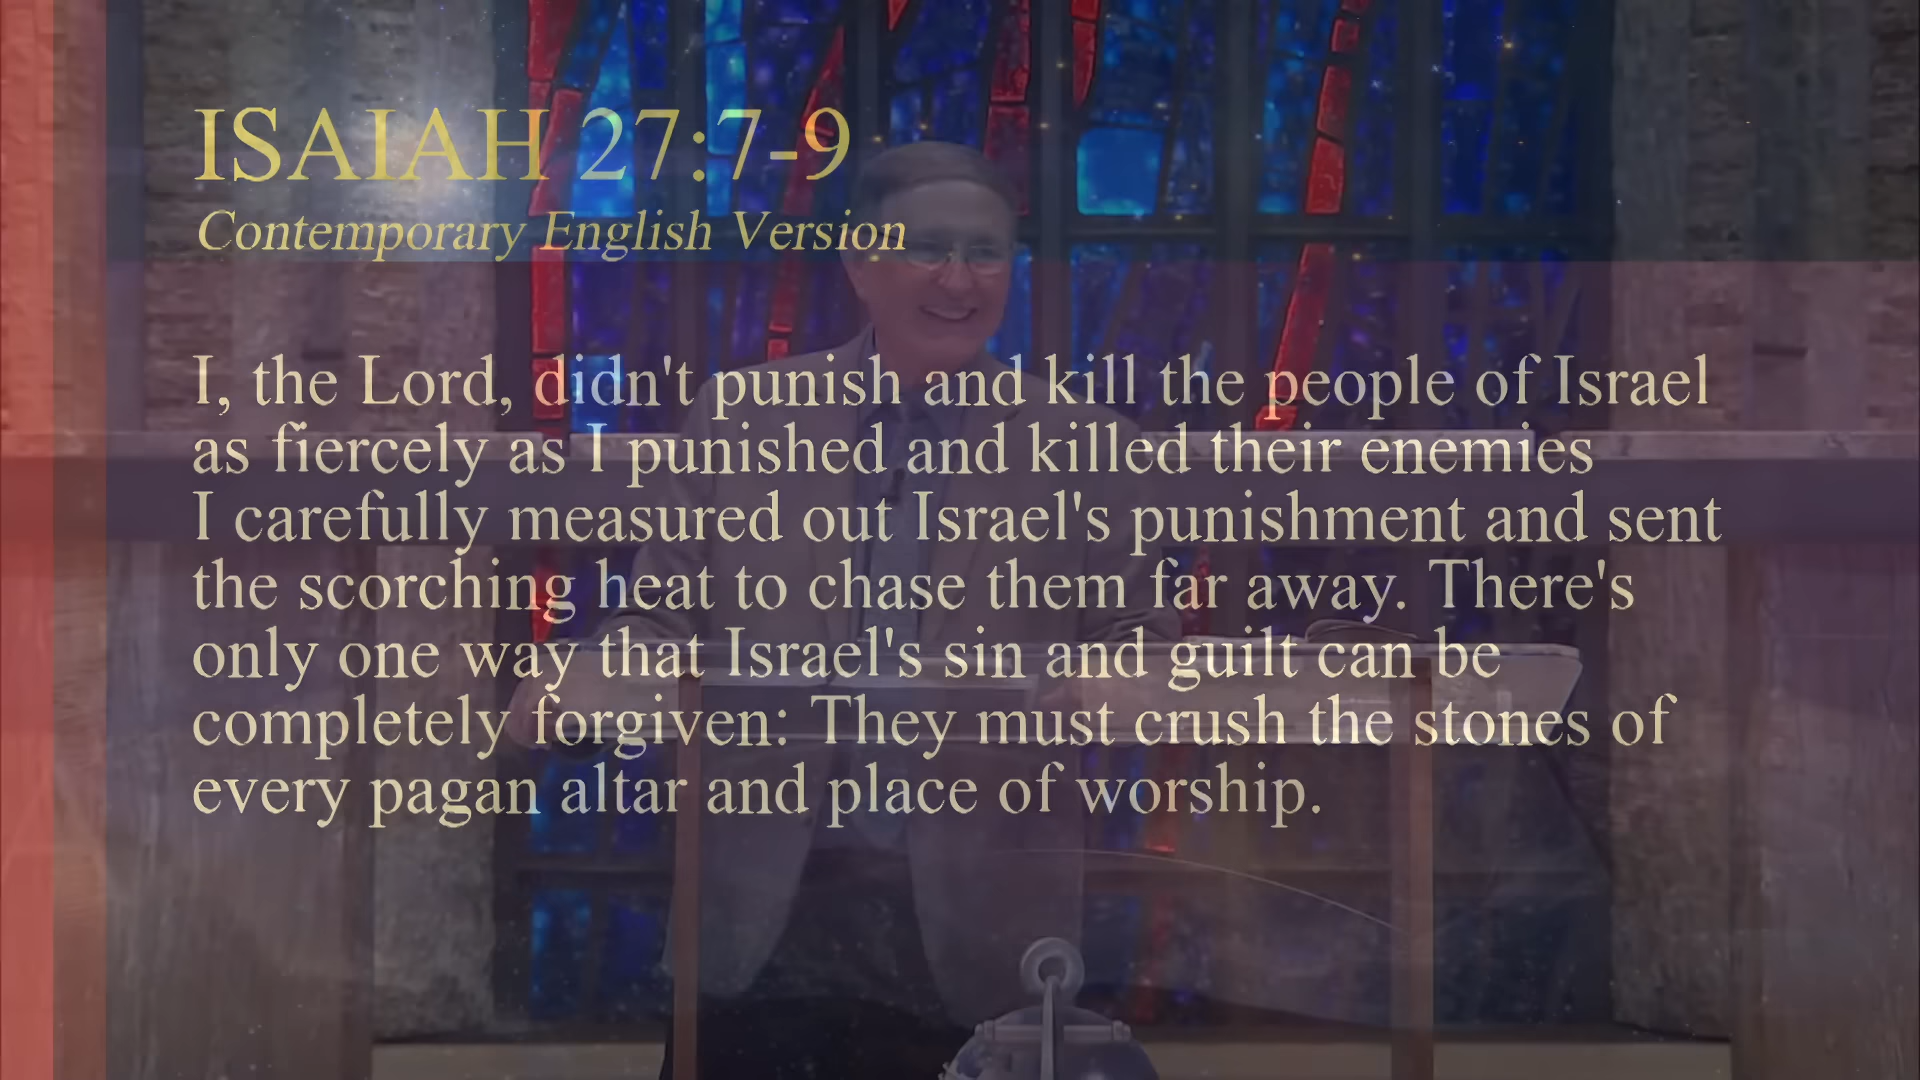 ISAIAH 27:7-9
Contemporary English Version
I, the Lord, didn't punish and kill the people of Israel
as fiercely as I punished and killed their enemies
I carefully measured out Israel's punishment and sent
the scorching heat to chase them far away. There's
only one way that Israel's sin and guilt can be
completely forgiven: They must crush the stones of
every pagan altar and place of worship.